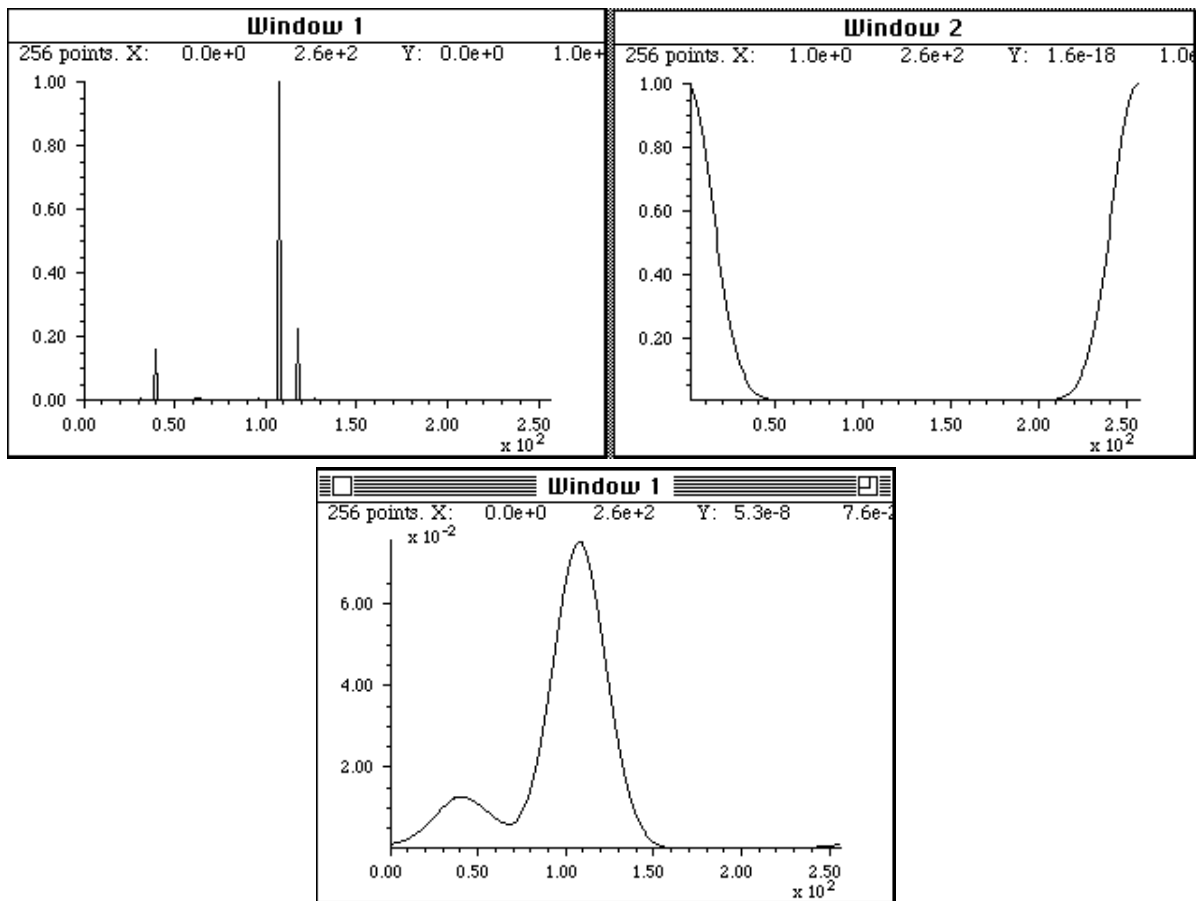 Window 1
256 points. X: 0.0e+0 2.6e+2 Y: 0.0e+0 1.0e+
1.00
0.80
0.60
0.40
0.20
0.00
0.00 0.50 1.00 1.50 2.00 2.50
x 10 2
Window 2
256 points. X: 1.0e+0 2.6e+2 Y: 1.6e-18 1.0e
1.00
0.80
0.60
0.40
0.20
0.50 1.00 1.50 2.00 2.50
x 10 2
Window 1
256 points. X: 0.0e+0 2.6e+2 Y: 5.3e-8 7.6e-2
x 10 -2
6.00
4.00
2.00
0.00 0.50 1.00 1.50 2.00 2.50
x 10 2